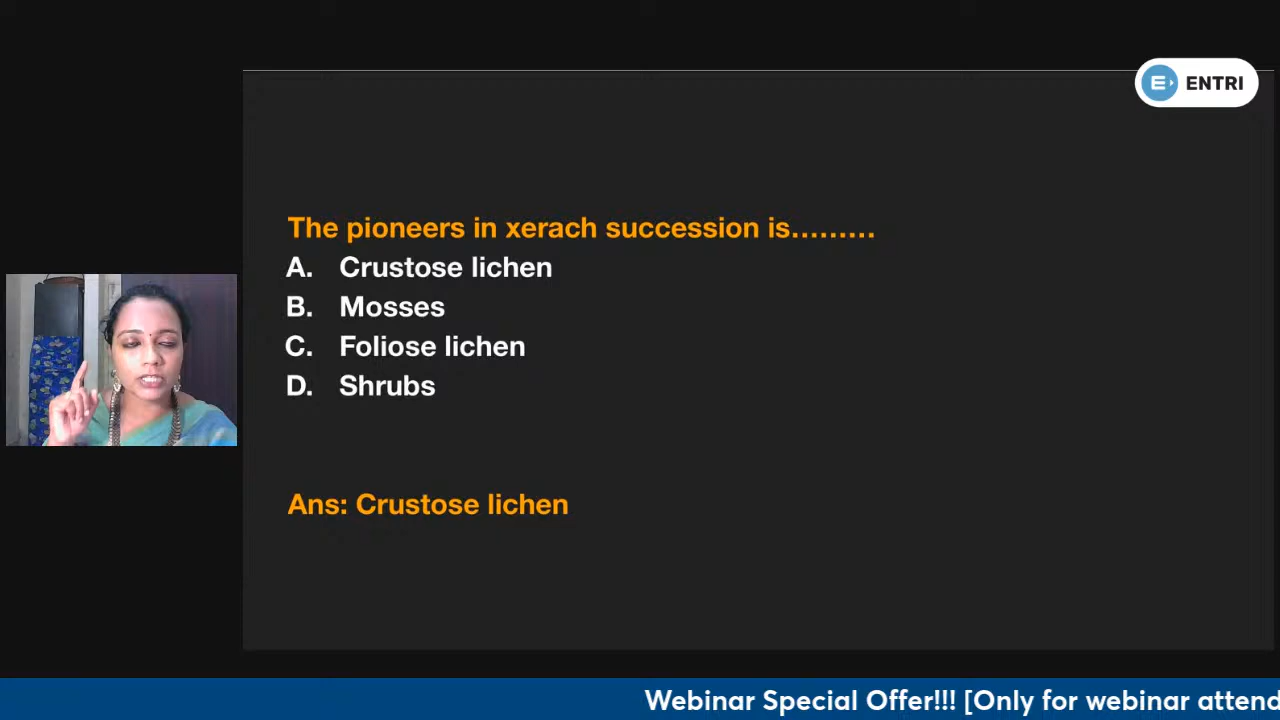 ENTRI
The pioneers in xerach succession is.........
A. Crustose lichen
B. Mosses
C. Foliose lichen
D. Shrubs
Ans: Crustose lichen
Webinar Special Offer!!! [Only for webinar attend